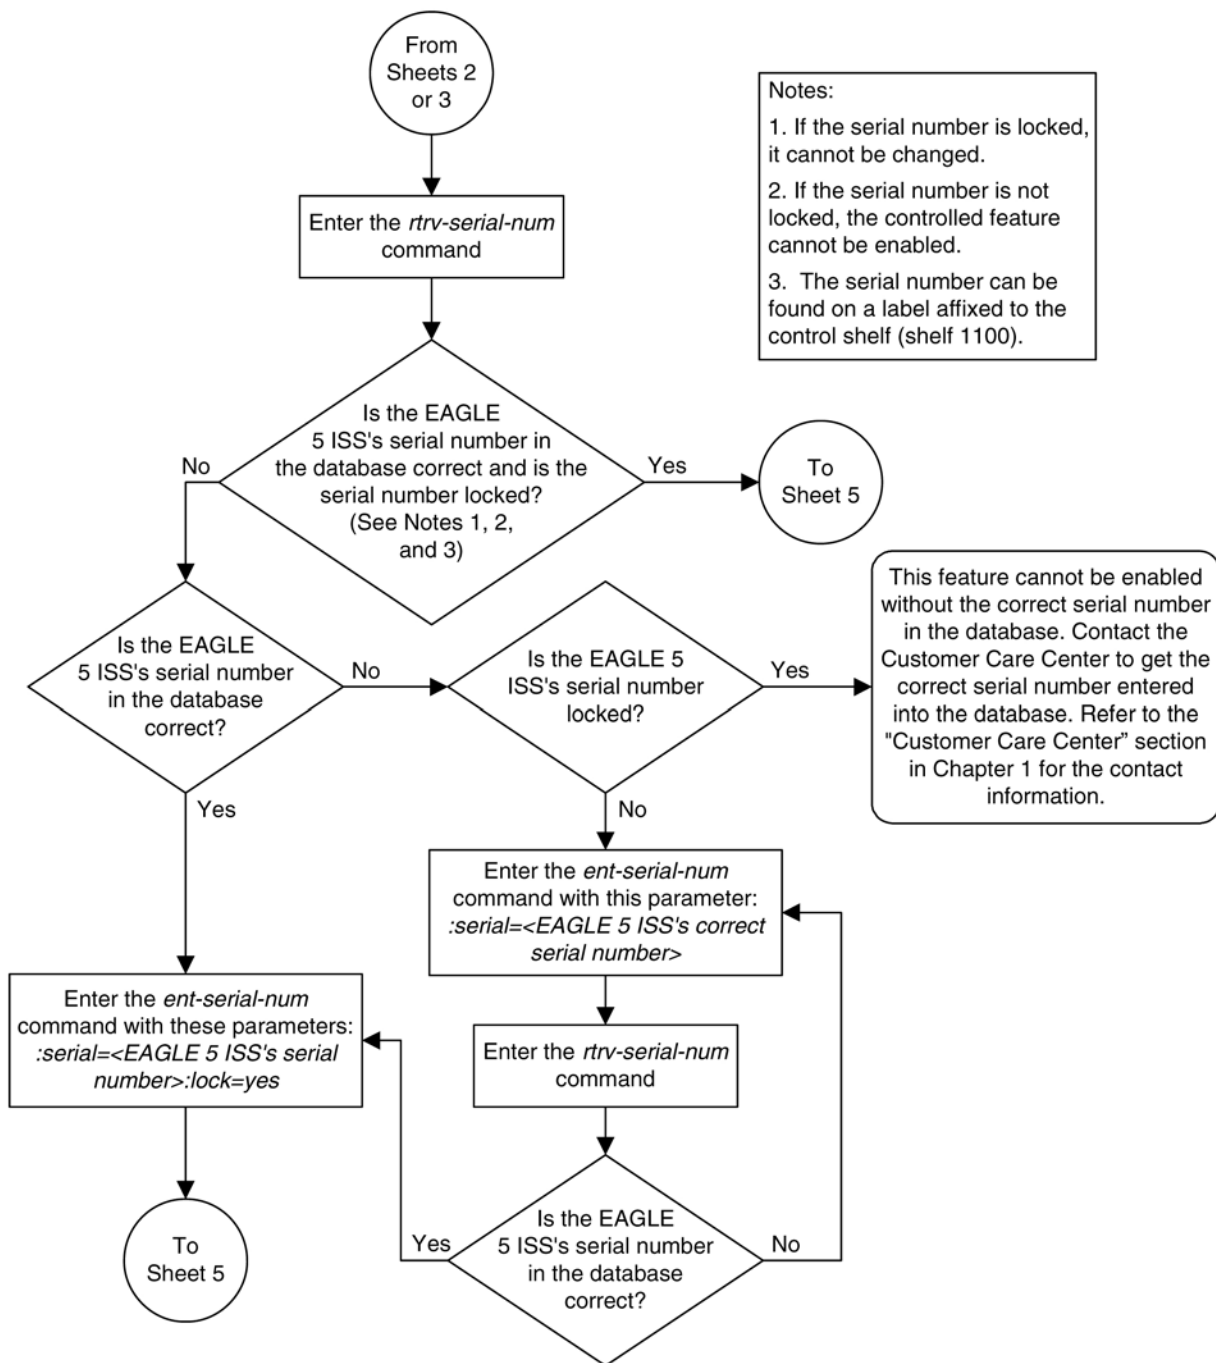 From
Sheets 2
or 3
Notes:
1. If the serial number is locked,
it cannot be changed.
2. If the serial number is not
locked, the controlled feature
cannot be enabled.
3. The serial number can be
found on a label affixed to the
control shelf (shelf 1100).
Enter the rtrv-serial-num
command
Is the EAGLE
5 ISS's serial number in
the database correct and is the
serial number locked?
(See Notes 1, 2,
and 3)
No
Yes
To
Sheet 5
Is the EAGLE
5 ISS's serial number
in the database
correct?
No
Is the EAGLE 5
ISS's serial number
locked?
Yes
This feature cannot be enabled
without the correct serial number
in the database. Contact the
Customer Care Center to get the
correct serial number entered
into the database. Refer to the
"Customer Care Center” section
in Chapter 1 for the contact
information.
Yes
No
Enter the ent-serial-num
command with this parameter:
:serial=<EAGLE 5 ISS's correct
serial number>
Enter the ent-serial-num
command with these parameters:
:serial=<EAGLE 5 ISS's serial
number>:lock=yes
Enter the rtrv-serial-num
command
Is the EAGLE
5 ISS's serial number
in the database
correct?
Yes
No
To
Sheet 5